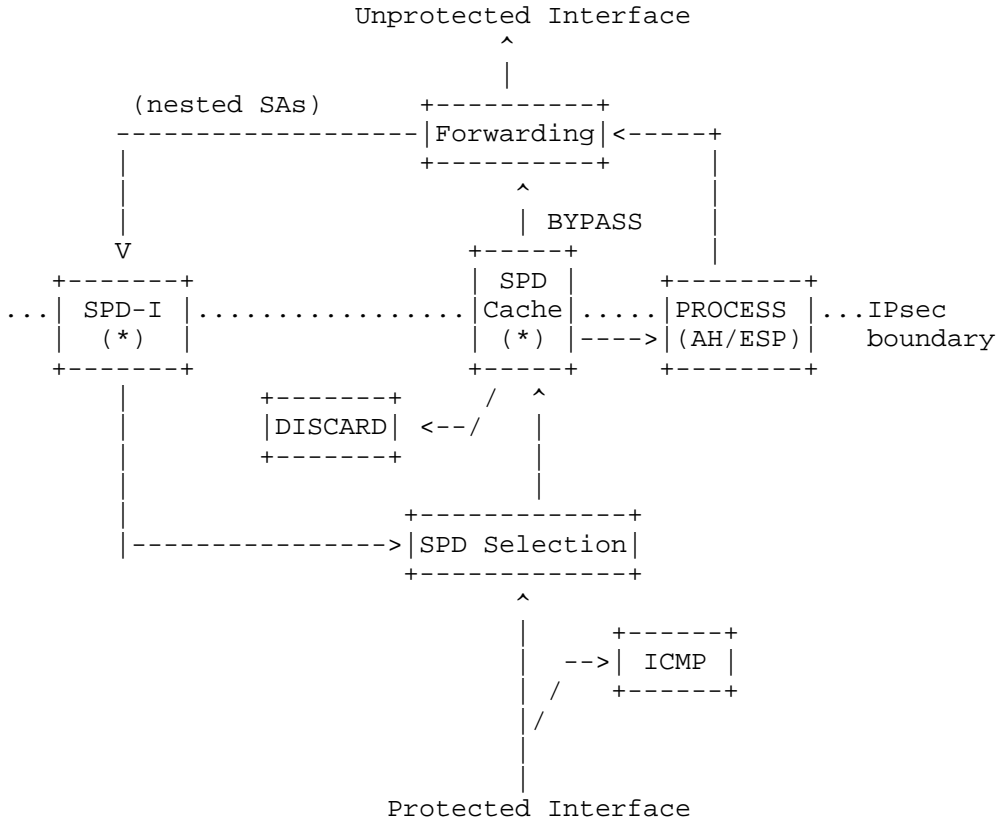 Unprotected Interface
(nested SAs)
Forwarding
BYPASS
SPD
...| SPD-I |..................|Cache|.....|PROCESS |...IPsec
(*) (*) (AH/ESP) boundary
DISCARD
SPD Selection
ICMP
Protected Interface